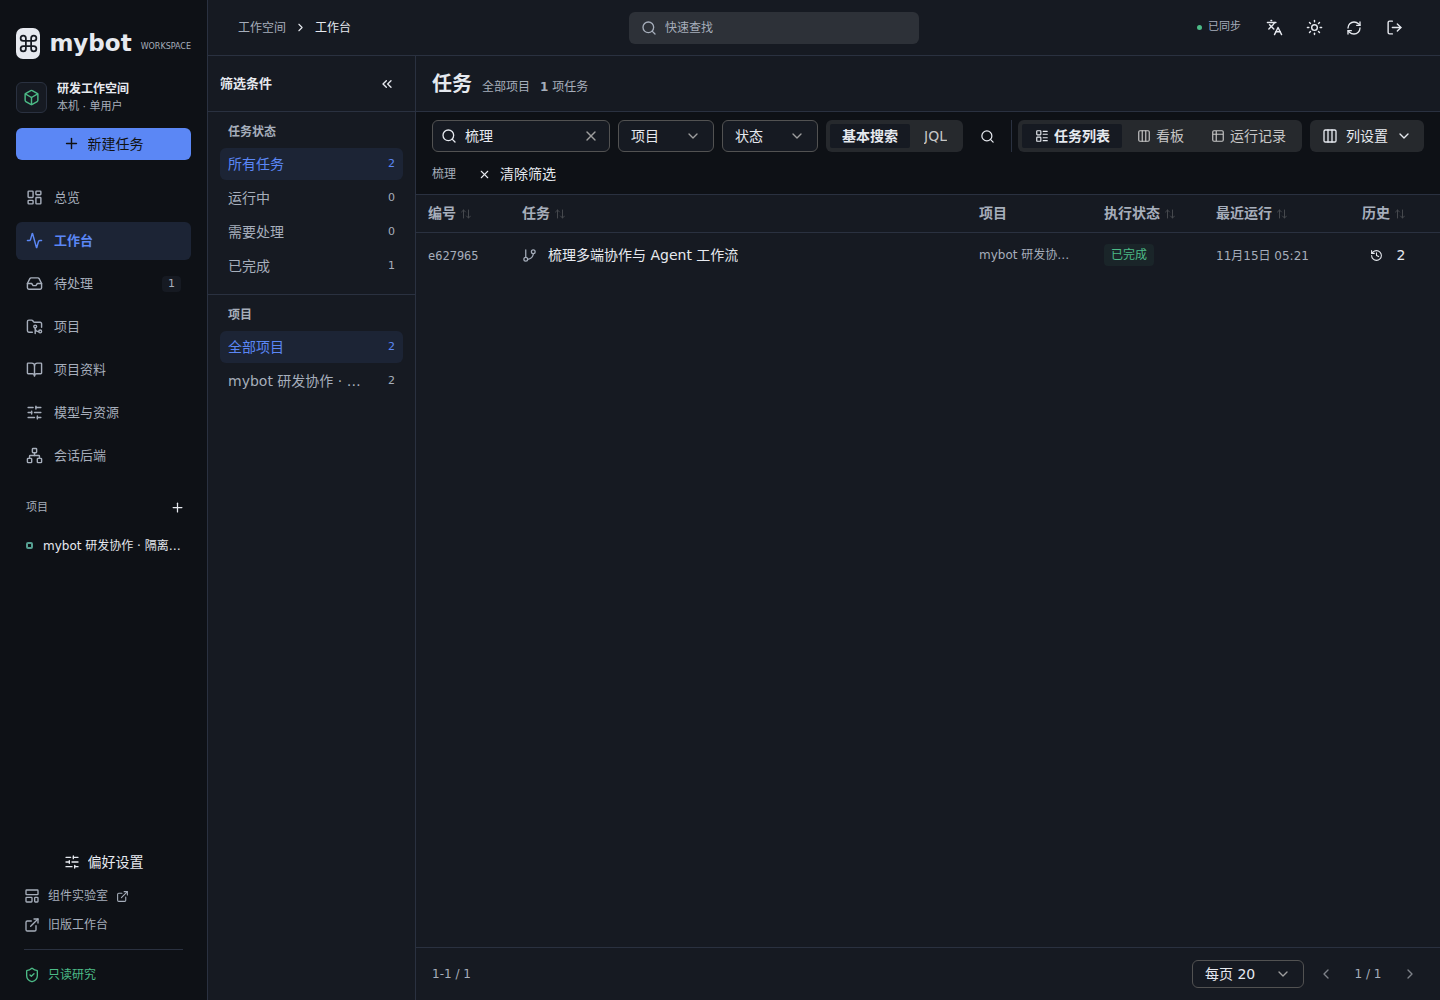 mybot WORKSPACE
研发工作空间
本机 · 单用户
新建任务
总览
工作台
待处理 1
项目
项目资料
模型与资源
会话后端
项目
mybot 研发协作 · 隔离…
偏好设置
组件实验室
旧版工作台
只读研究
工作空间 工作台
快速查找
已同步
筛选条件
任务状态
所有任务 2
运行中 0
需要处理 0
已完成 1
项目
全部项目 2
mybot 研发协作 · … 2
任务 全部项目 1 项任务
梳理 项目 状态 基本搜索 JQL 任务列表 看板 运行记录 列设置
梳理 清除筛选
编号 任务 项目 执行状态 最近运行 历史
e627965 梳理多端协作与 Agent 工作流 mybot 研发协… 已完成 11月15日 05:21 2
1-1 / 1 每页 20 1 / 1